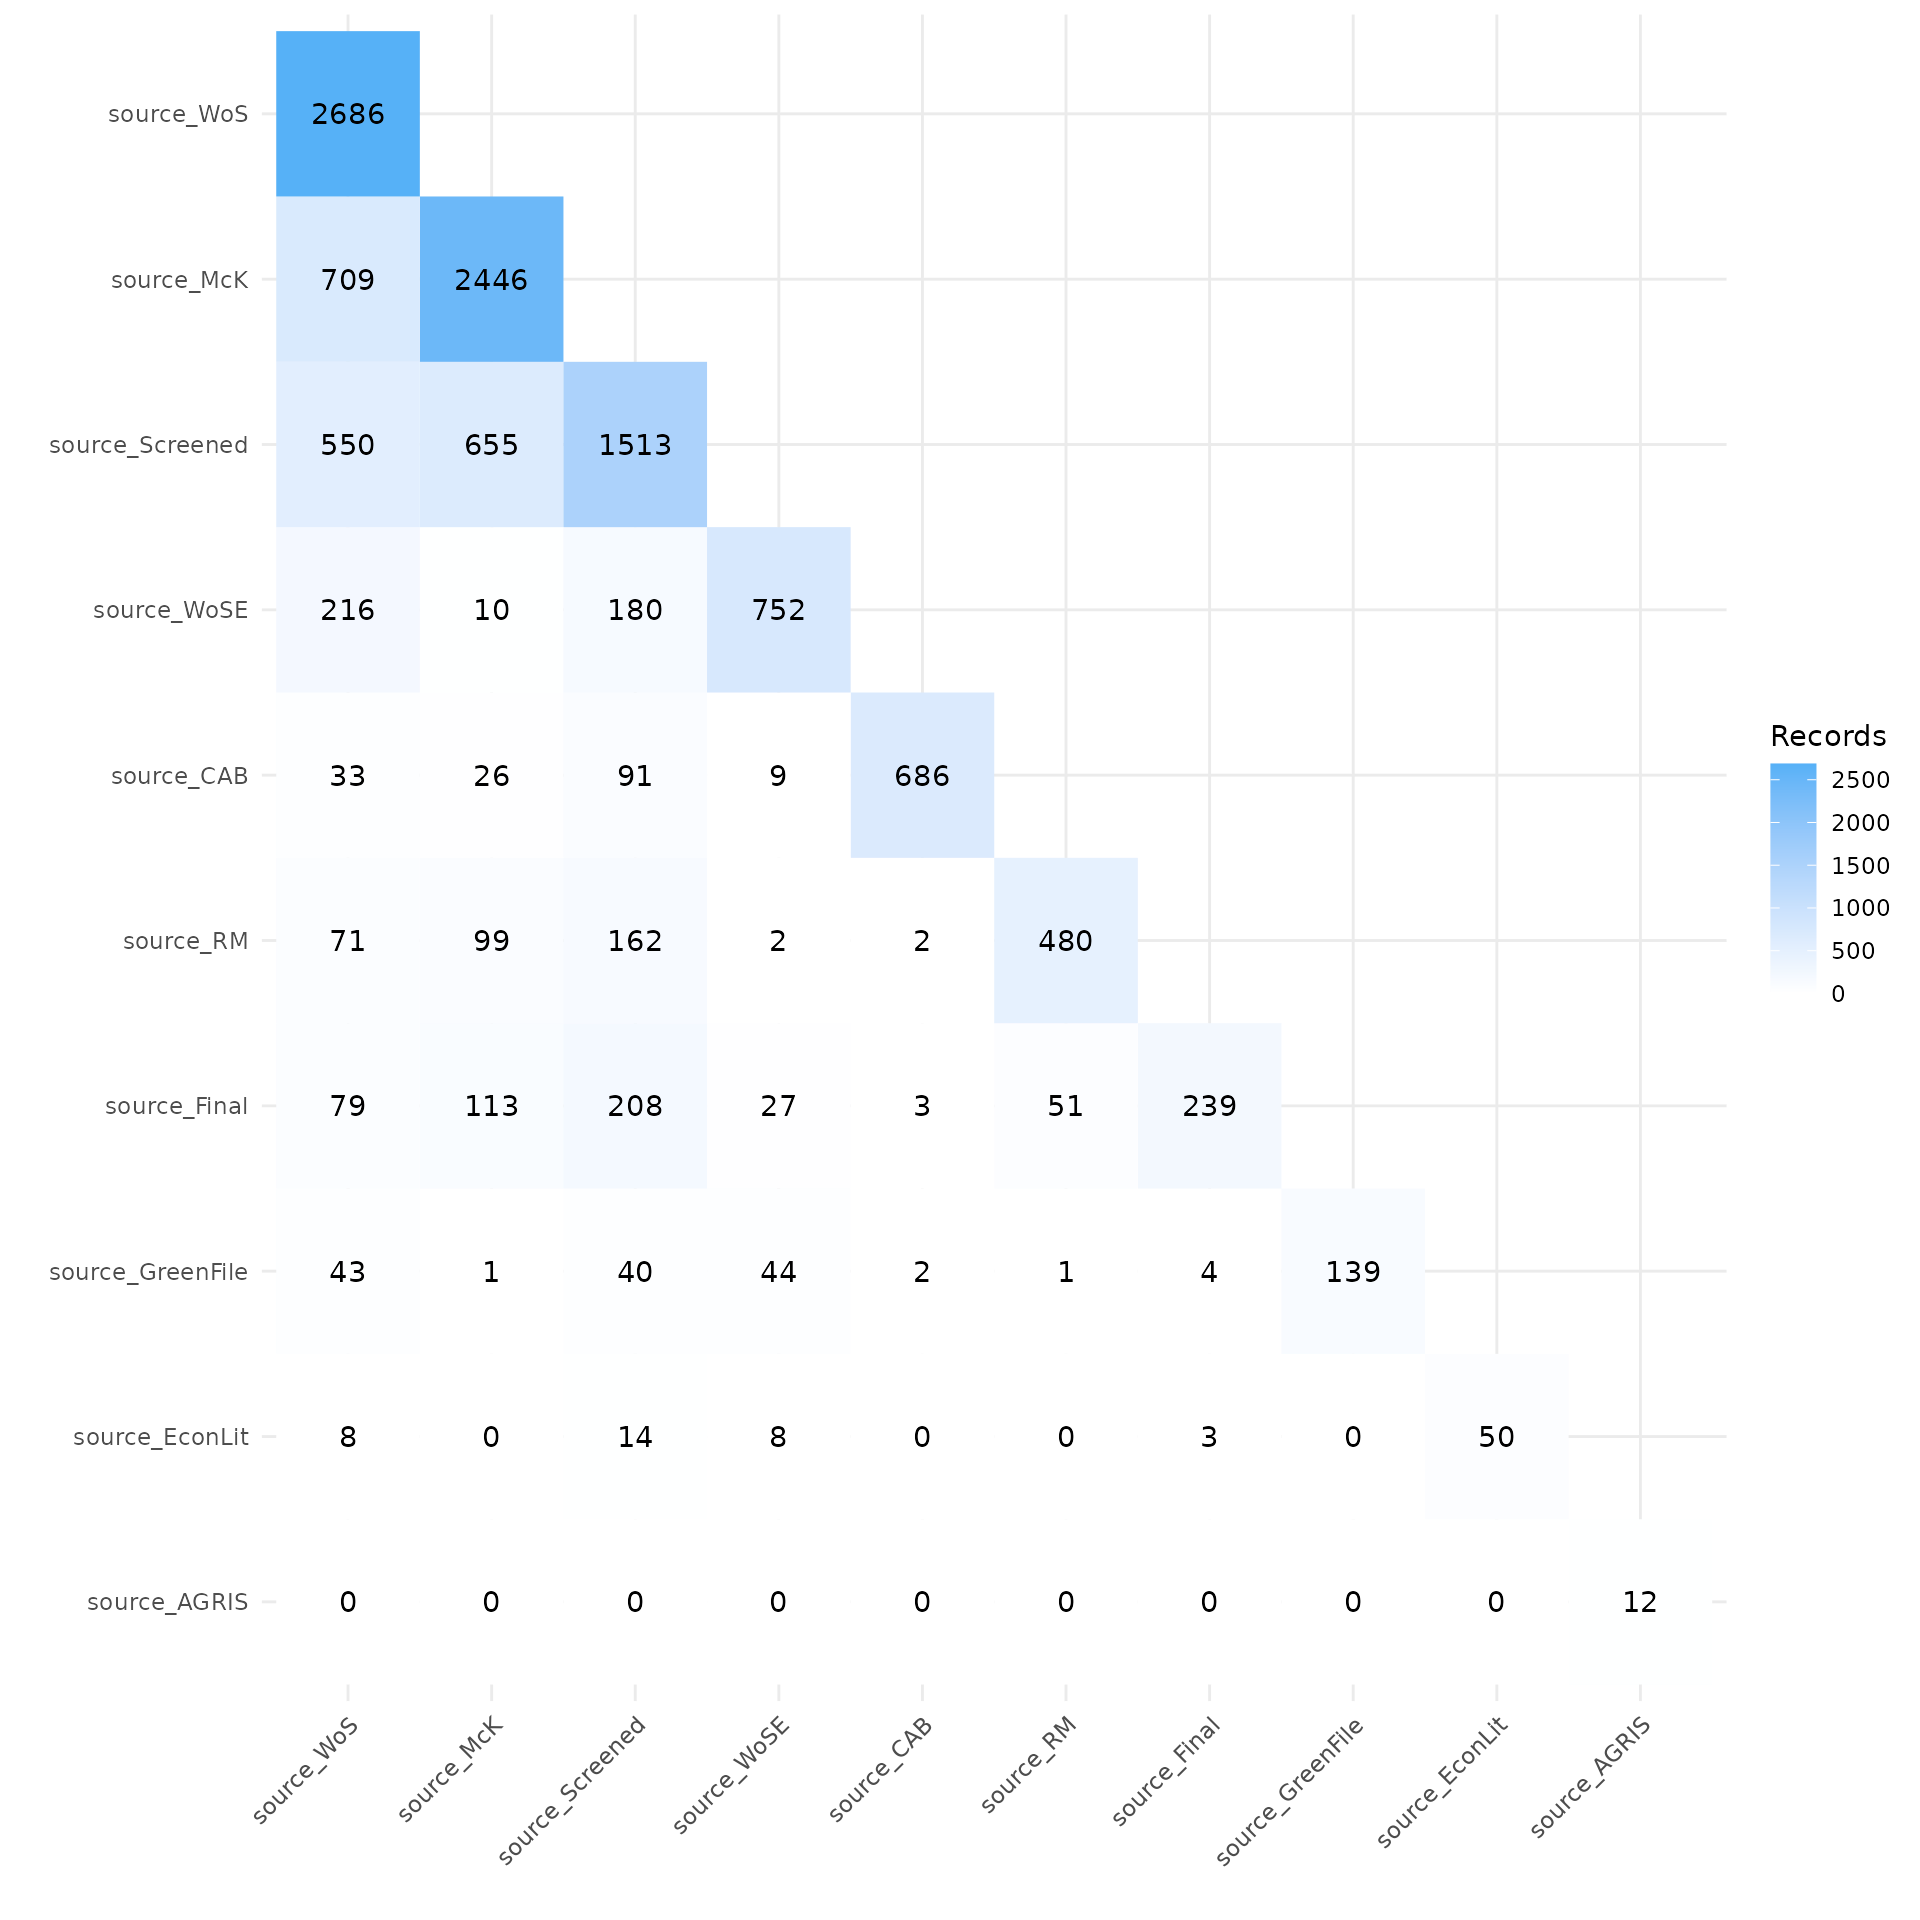 source_WoS 2686
source_McK 709 2446
source_Screened 550 655 1513
source_WoSE 216 10 180 752
source_CAB 33 26 91 9 686
source_RM 71 99 162 2 2 480
source_Final 79 113 208 27 3 51 239
source_GreenFile 43 1 40 44 2 1 4 139
source_EconLit 8 0 14 8 0 0 3 0 50
source_AGRIS 0 0 0 0 0 0 0 0 0 12
source_WoS source_McK source_Screened source_WoSE source_CAB source_RM source_Final source_GreenFile source_EconLit source_AGRIS
Records
2500
2000
1500
1000
500
0